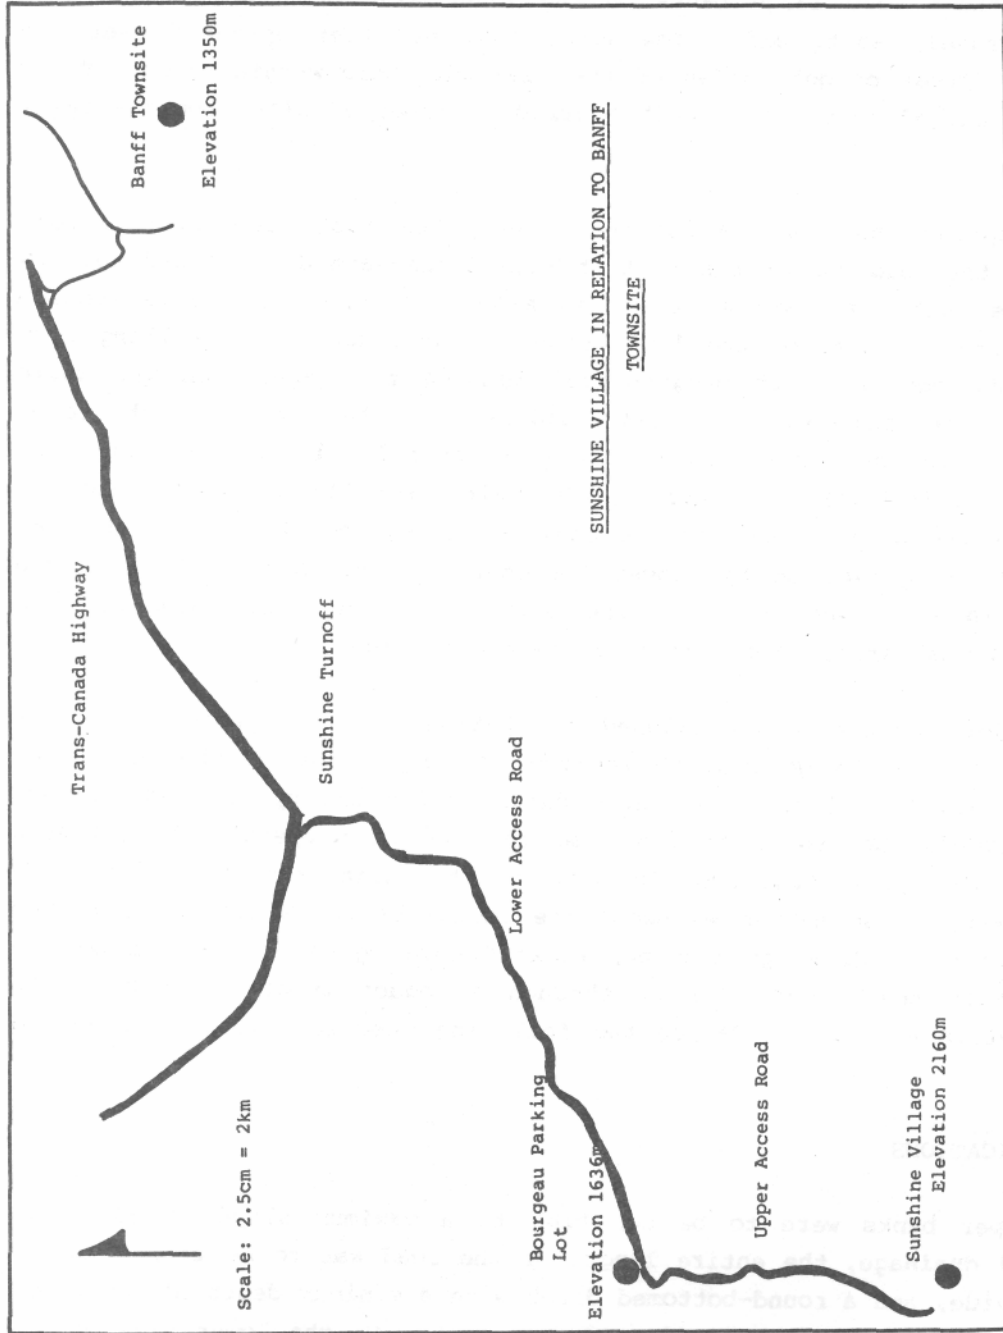 Banff Townsite
Elevation 1350m
Trans-Canada Highway
Sunshine Turnoff
SUNSHINE VILLAGE IN RELATION TO BANFF
TOWNSITE
Lower Access Road
Scale: 2.5cm = 2km
Bourgeau Parking
Lot
Elevation 1636m
Upper Access Road
Sunshine Village
Elevation 2160m